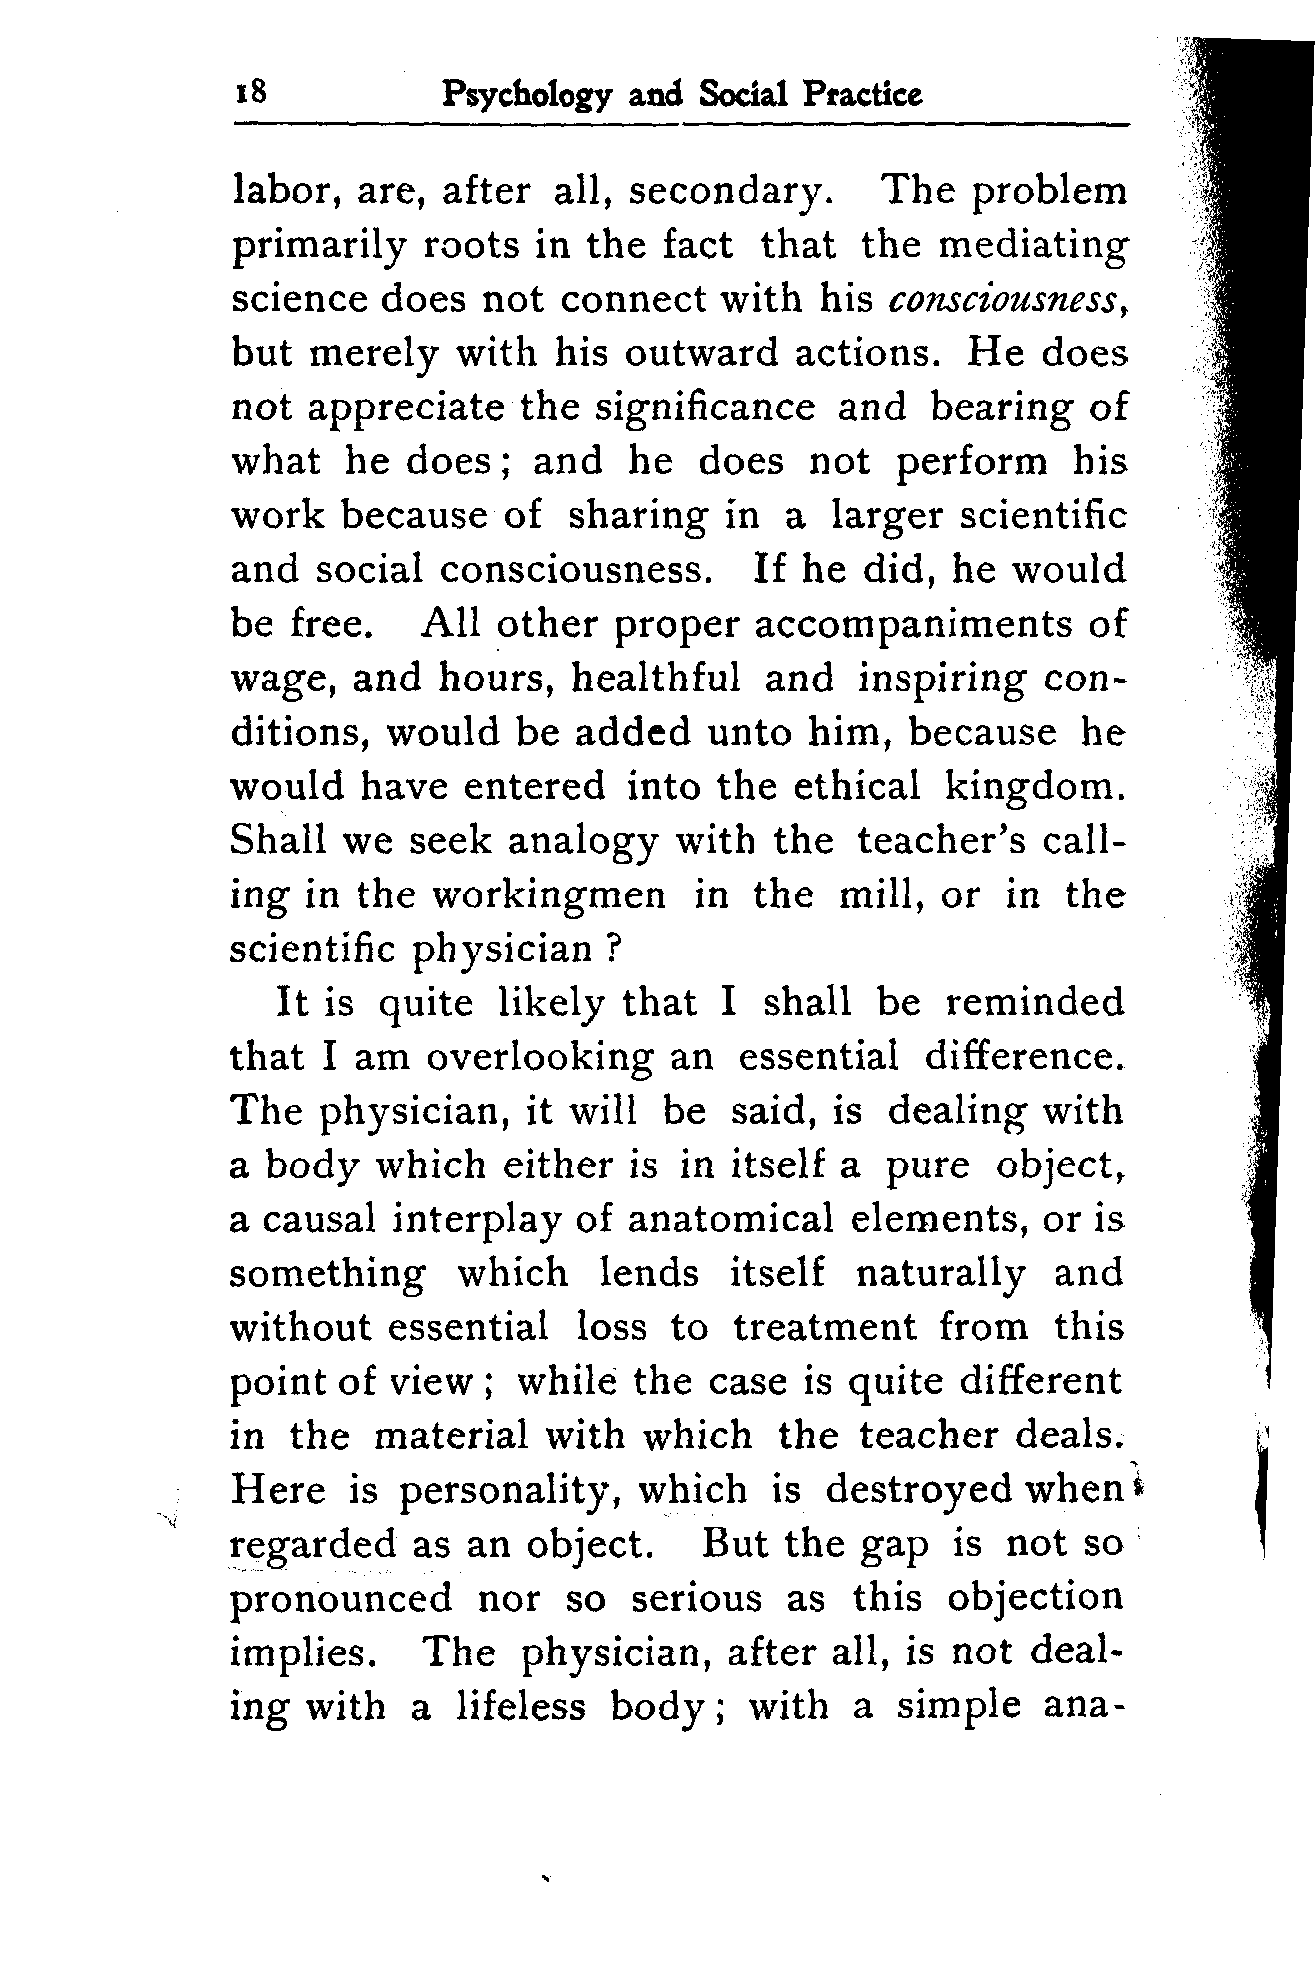 18 Psychology and Social Practice
labor, are, after all, secondary. The problem
primarily roots in the fact that the mediating
science does not connect with his consciousness,
but merely with his outward actions. He does
not appreciate the significance and bearing of
what he does; and he does not perform his
work because of sharing in a larger scientific
and social consciousness. If he did, he would
be free. All other proper accompaniments of
wage, and hours, healthful and inspiring con-
ditions, would be added unto him, because he
would have entered into the ethical kingdom.
Shall we seek analogy with the teacher's call-
ing in the workingmen in the mill, or in the
scientific physician?
It is quite likely that I shall be reminded
that I am overlooking an essential difference.
The physician, it will be said, is dealing with
a body which either is in itself a pure object,
a causal interplay of anatomical elements, or is
something which lends itself naturally and
without essential loss to treatment from this
point of view; while the case is quite different
in the material with which the teacher deals.
Here is personality, which is destroyed when
regarded as an object. But the gap is not so
pronounced nor so serious as this objection
implies. The physician, after all, is not deal-
ing with a lifeless body; with a simple ana-